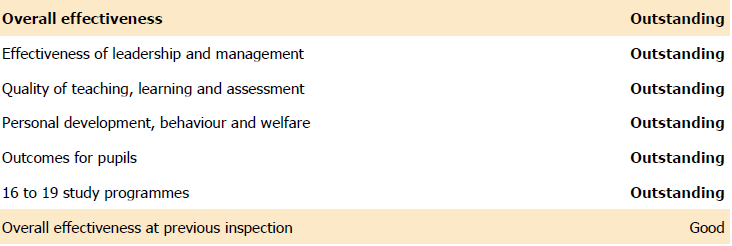 Overall effectiveness Outstanding
Effectiveness of leadership and management Outstanding
Quality of teaching, learning and assessment Outstanding
Personal development, behaviour and welfare Outstanding
Outcomes for pupils Outstanding
16 to 19 study programmes Outstanding
Overall effectiveness at previous inspection Good